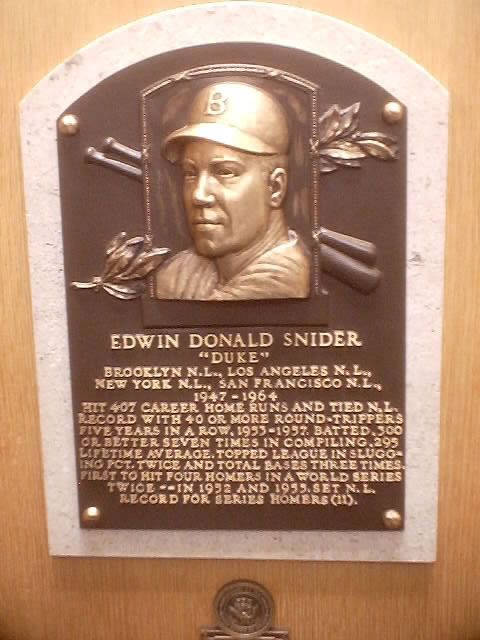 B
EDWIN DONALD SNIDER
"DUKE"
BROOKLYN N.L., LOS ANGELES N.L.,
NEW YORK N.L., SAN FRANCISCO N.L.,
1947-1964
HIT 407 CAREER HOME RUNS AND TIED N.L.
RECORD WITH 40 OR MORE ROUND-TRIPPERS
FIVE YEARS IN A ROW, 1953-1957. BATTED .300
OR BETTER SEVEN TIMES IN COMPILING .295
LIFETIME AVERAGE. TOPPED LEAGUE IN SLUGG-
ING PCT. TWICE AND TOTAL BASES THREE TIMES.
FIRST TO HIT FOUR HOMERS IN A WORLD SERIES
TWICE -- IN 1952 AND 1955. SET N.L.
RECORD FOR SERIES HOMERS (11).